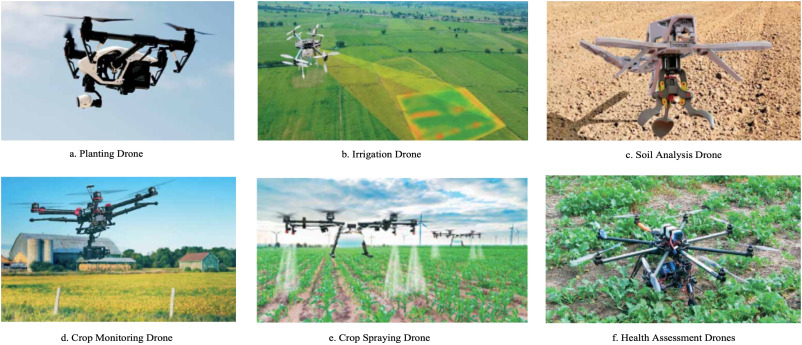 a. Planting Drone
b. Irrigation Drone
c. Soil Analysis Drone
d. Crop Monitoring Drone
e. Crop Spraying Drone
f. Health Assessment Drones